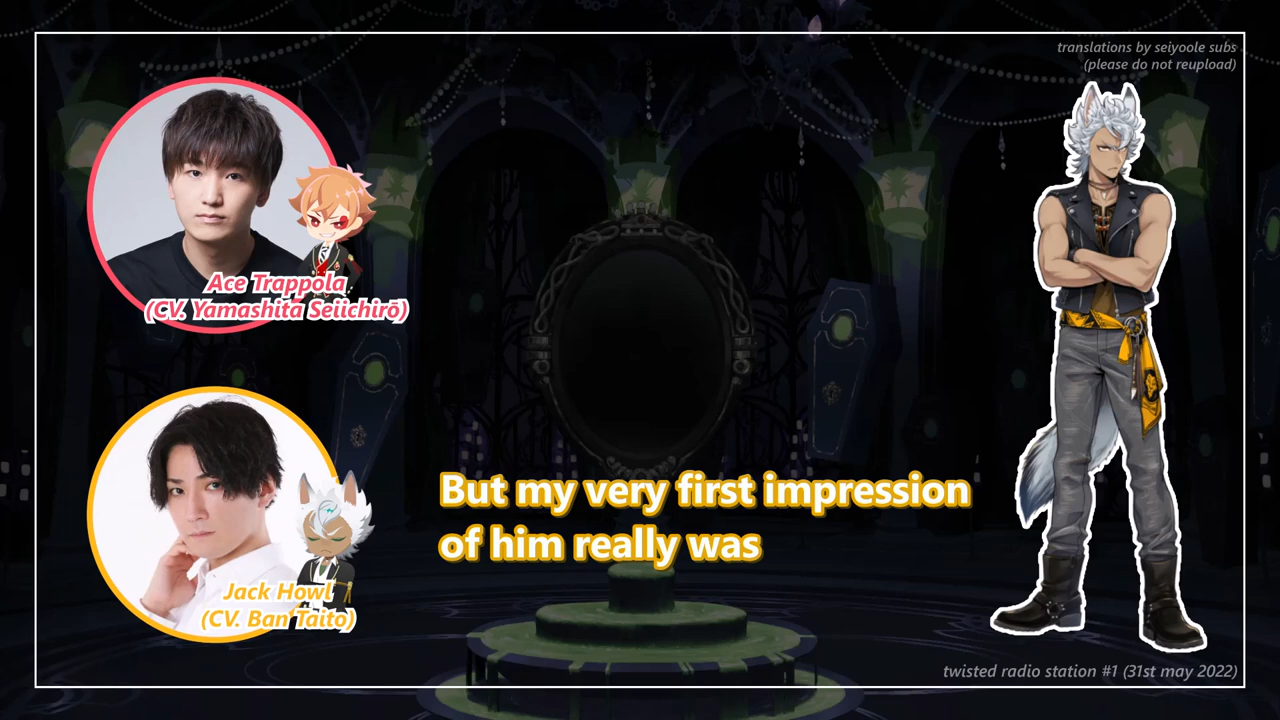 translations by seiyoole subs
(please do not reupload)
Ace Trappola
(CV. Yamashita Seiichirō)
But my very first impression
of him really was
Jack Howl
(CV. Ban Taito)
twisted radio station #1 (31st may 2022)